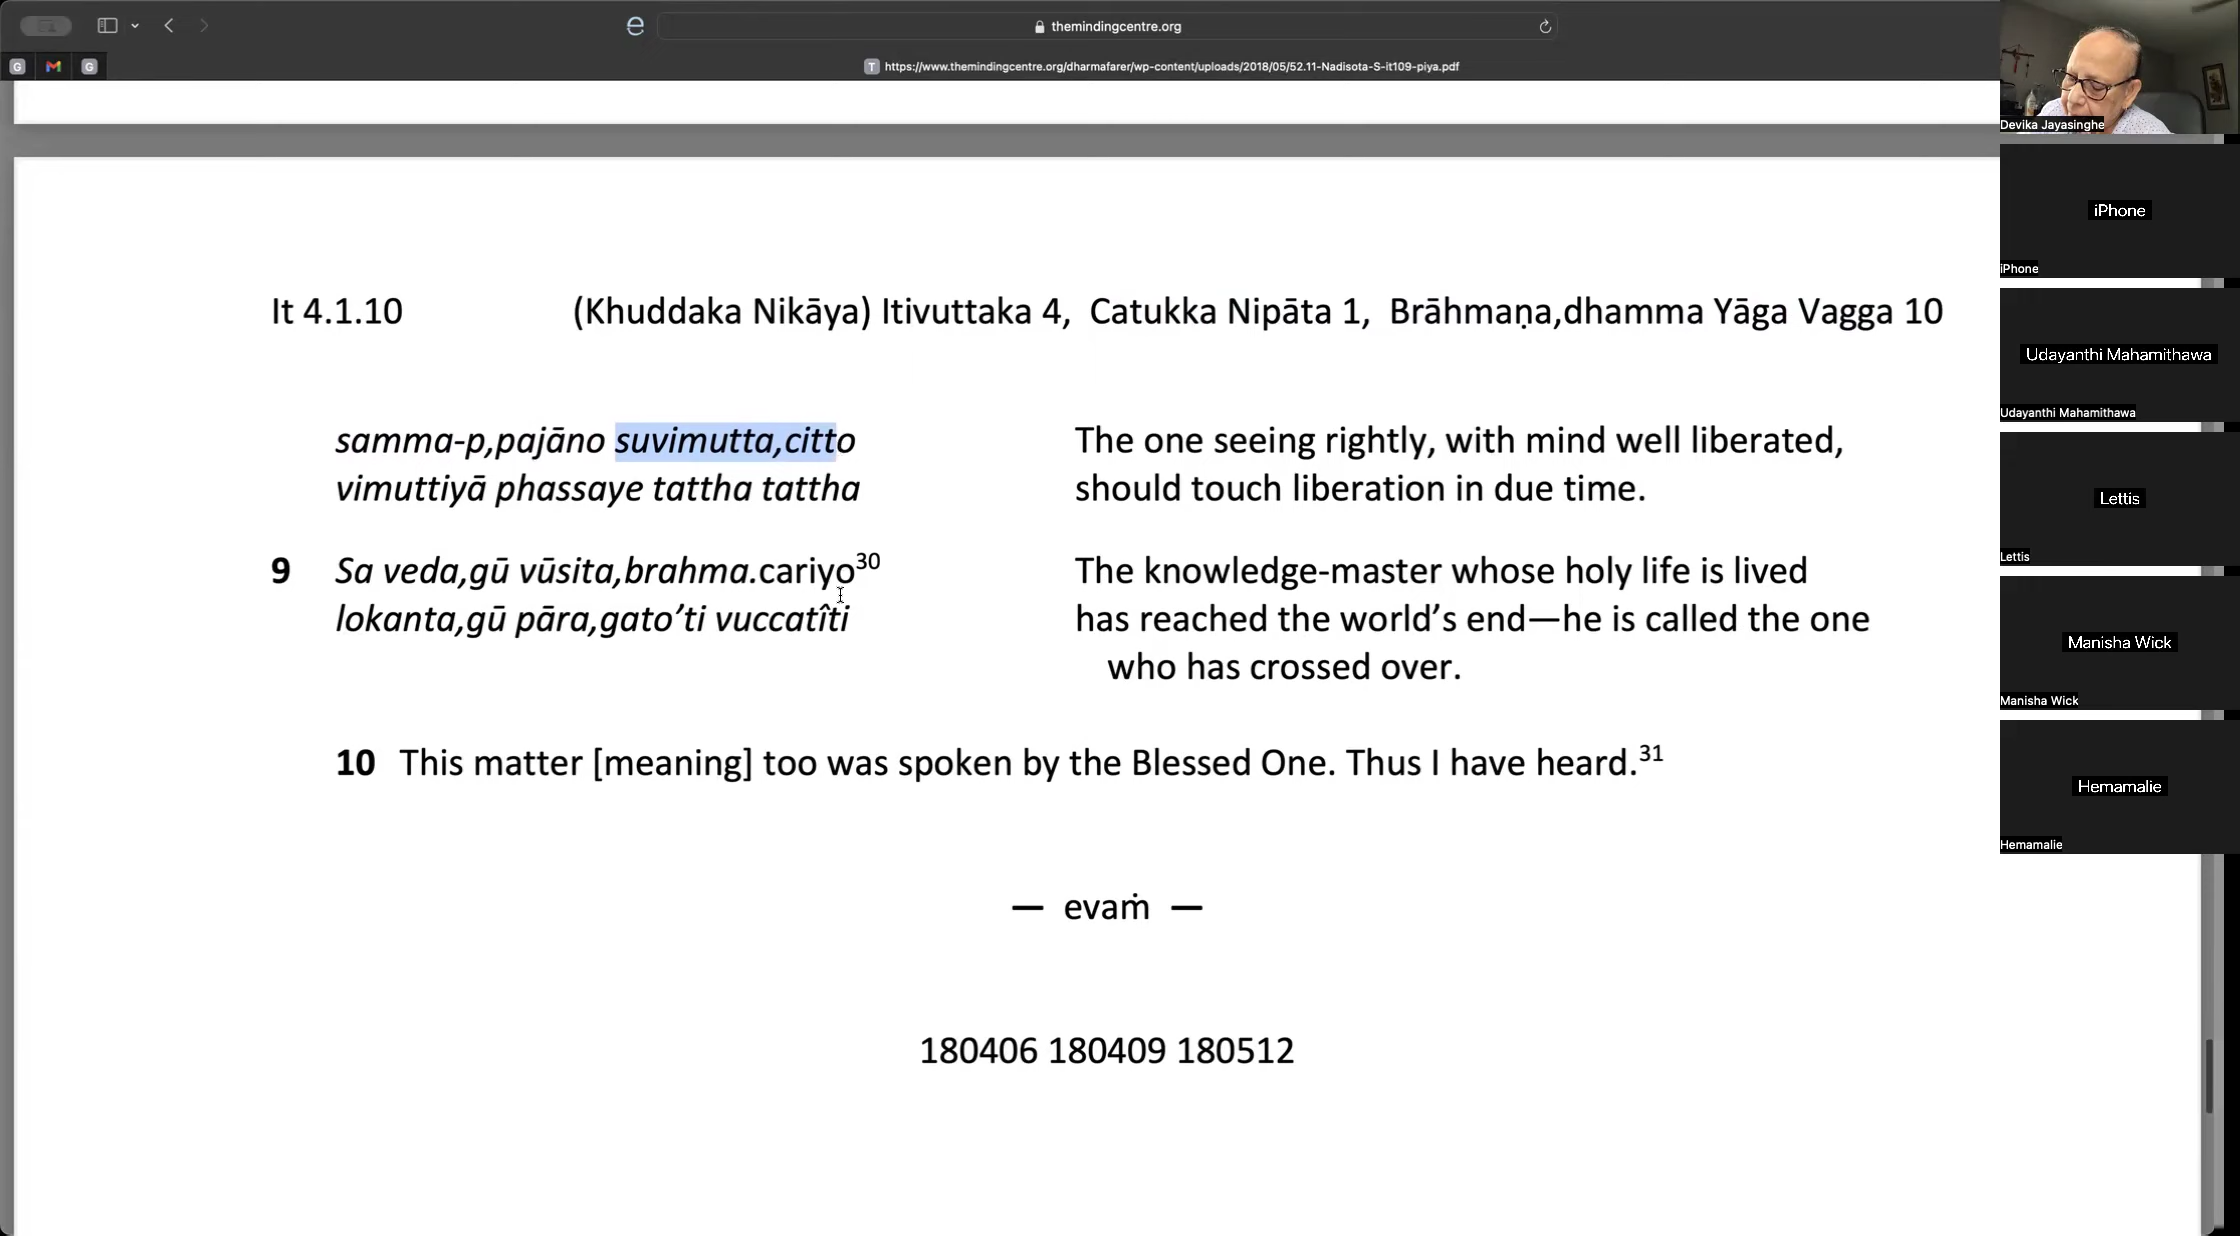 themindingcentre.org
https://www.themindingcentre.org/dharmafarer/wp-content/uploads/2018/05/52.11-Nadisota-S-it109-piya.pdf
It 4.1.10 (Khuddaka Nikāya) Itivuttaka 4, Catukka Nipāta 1, Brāhmaṇa,dhamma Yāga Vagga 10
samma-p,pajāno suvimutta,citto The one seeing rightly, with mind well liberated,
vimuttiyā phassaye tattha tattha should touch liberation in due time.
9 Sa veda,gū vūsita,brahma.cariyo30 The knowledge-master whose holy life is lived
lokanta,gū pāra,gato’ti vuccatîti has reached the world’s end—he is called the one
who has crossed over.
10 This matter [meaning] too was spoken by the Blessed One. Thus I have heard.31
— evaṁ —
180406 180409 180512
Devika Jayasinghe
iPhone
iPhone
Udayanthi Mahamithawa
Udayanthi Mahamithawa
Lettis
Lettis
Manisha Wick
Manisha Wick
Hemamalie
Hemamalie